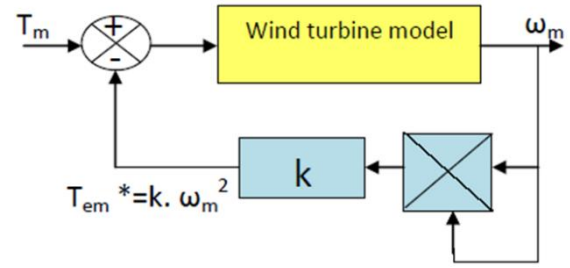 Tₘ
+
-
Wind turbine model
ωₘ
k
Tₑₘ *=k. ωₘ²